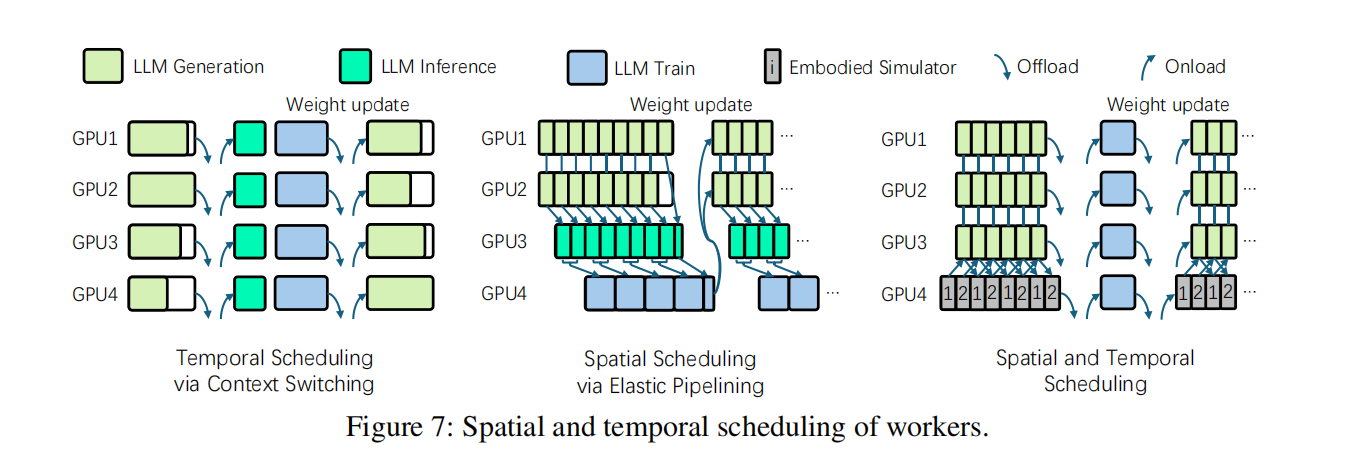 LLM Generation
LLM Inference
LLM Train
i
Embodied Simulator
Offload
Onload
Weight update
GPU1
GPU2
GPU3
GPU4
Temporal Scheduling
via Context Switching
Weight update
GPU1
...
GPU2
...
GPU3
...
GPU4
...
Spatial Scheduling
via Elastic Pipelining
Weight update
GPU1
...
GPU2
...
GPU3
...
GPU4
1 2 1 2 1 2 1 2
1 2 1 2
...
Spatial and Temporal
Scheduling
Figure 7: Spatial and temporal scheduling of workers.